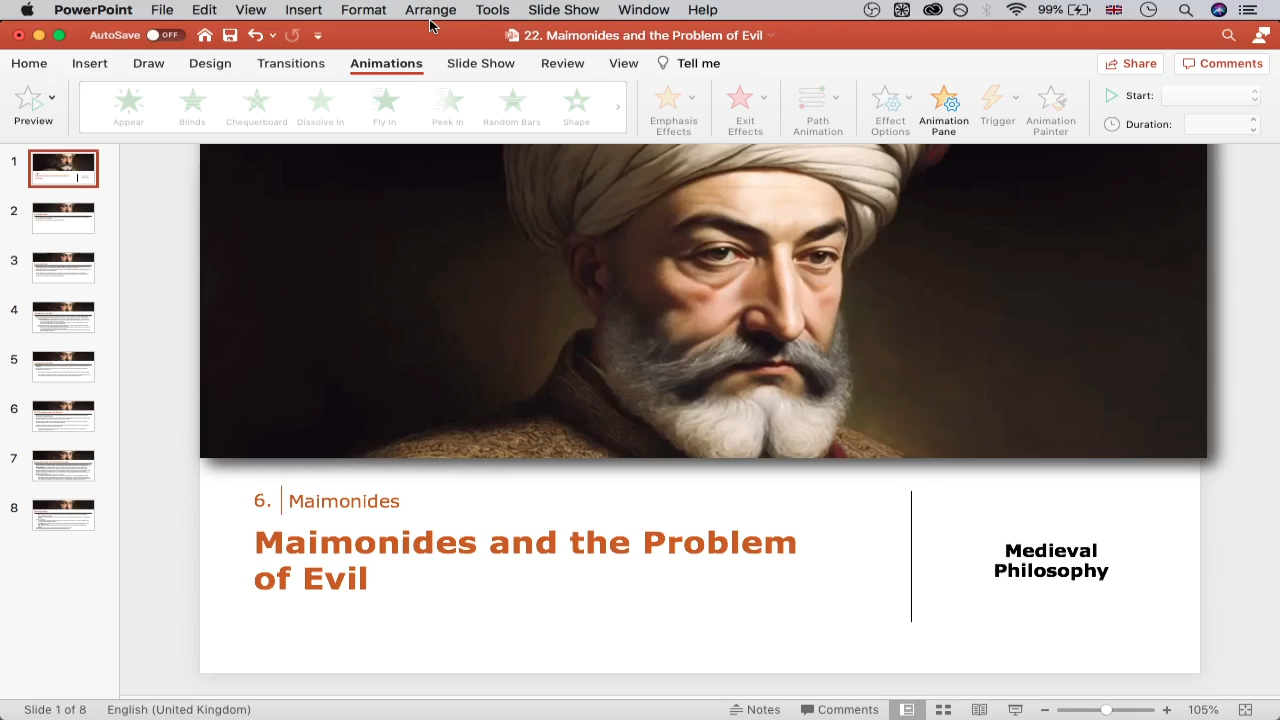 PowerPoint File Edit View Insert Format Arrange Tools Slide Show Window Help 99%
AutoSave OFF 22. Maimonides and the Problem of Evil
Home Insert Draw Design Transitions Animations Slide Show Review View Tell me Share Comments
Preview Appear Blinds Chequerboard Dissolve In Fly In Peek In Random Bars Shape
Emphasis Effects
Exit Effects
Path Animation
Effect Options
Animation Pane
Trigger
Animation Painter
Start:
Duration:
1
2
3
4
5
6
7
8
6. Maimonides
Maimonides and the Problem
of Evil
Medieval
Philosophy
Slide 1 of 8 English (United Kingdom) Notes Comments 105%